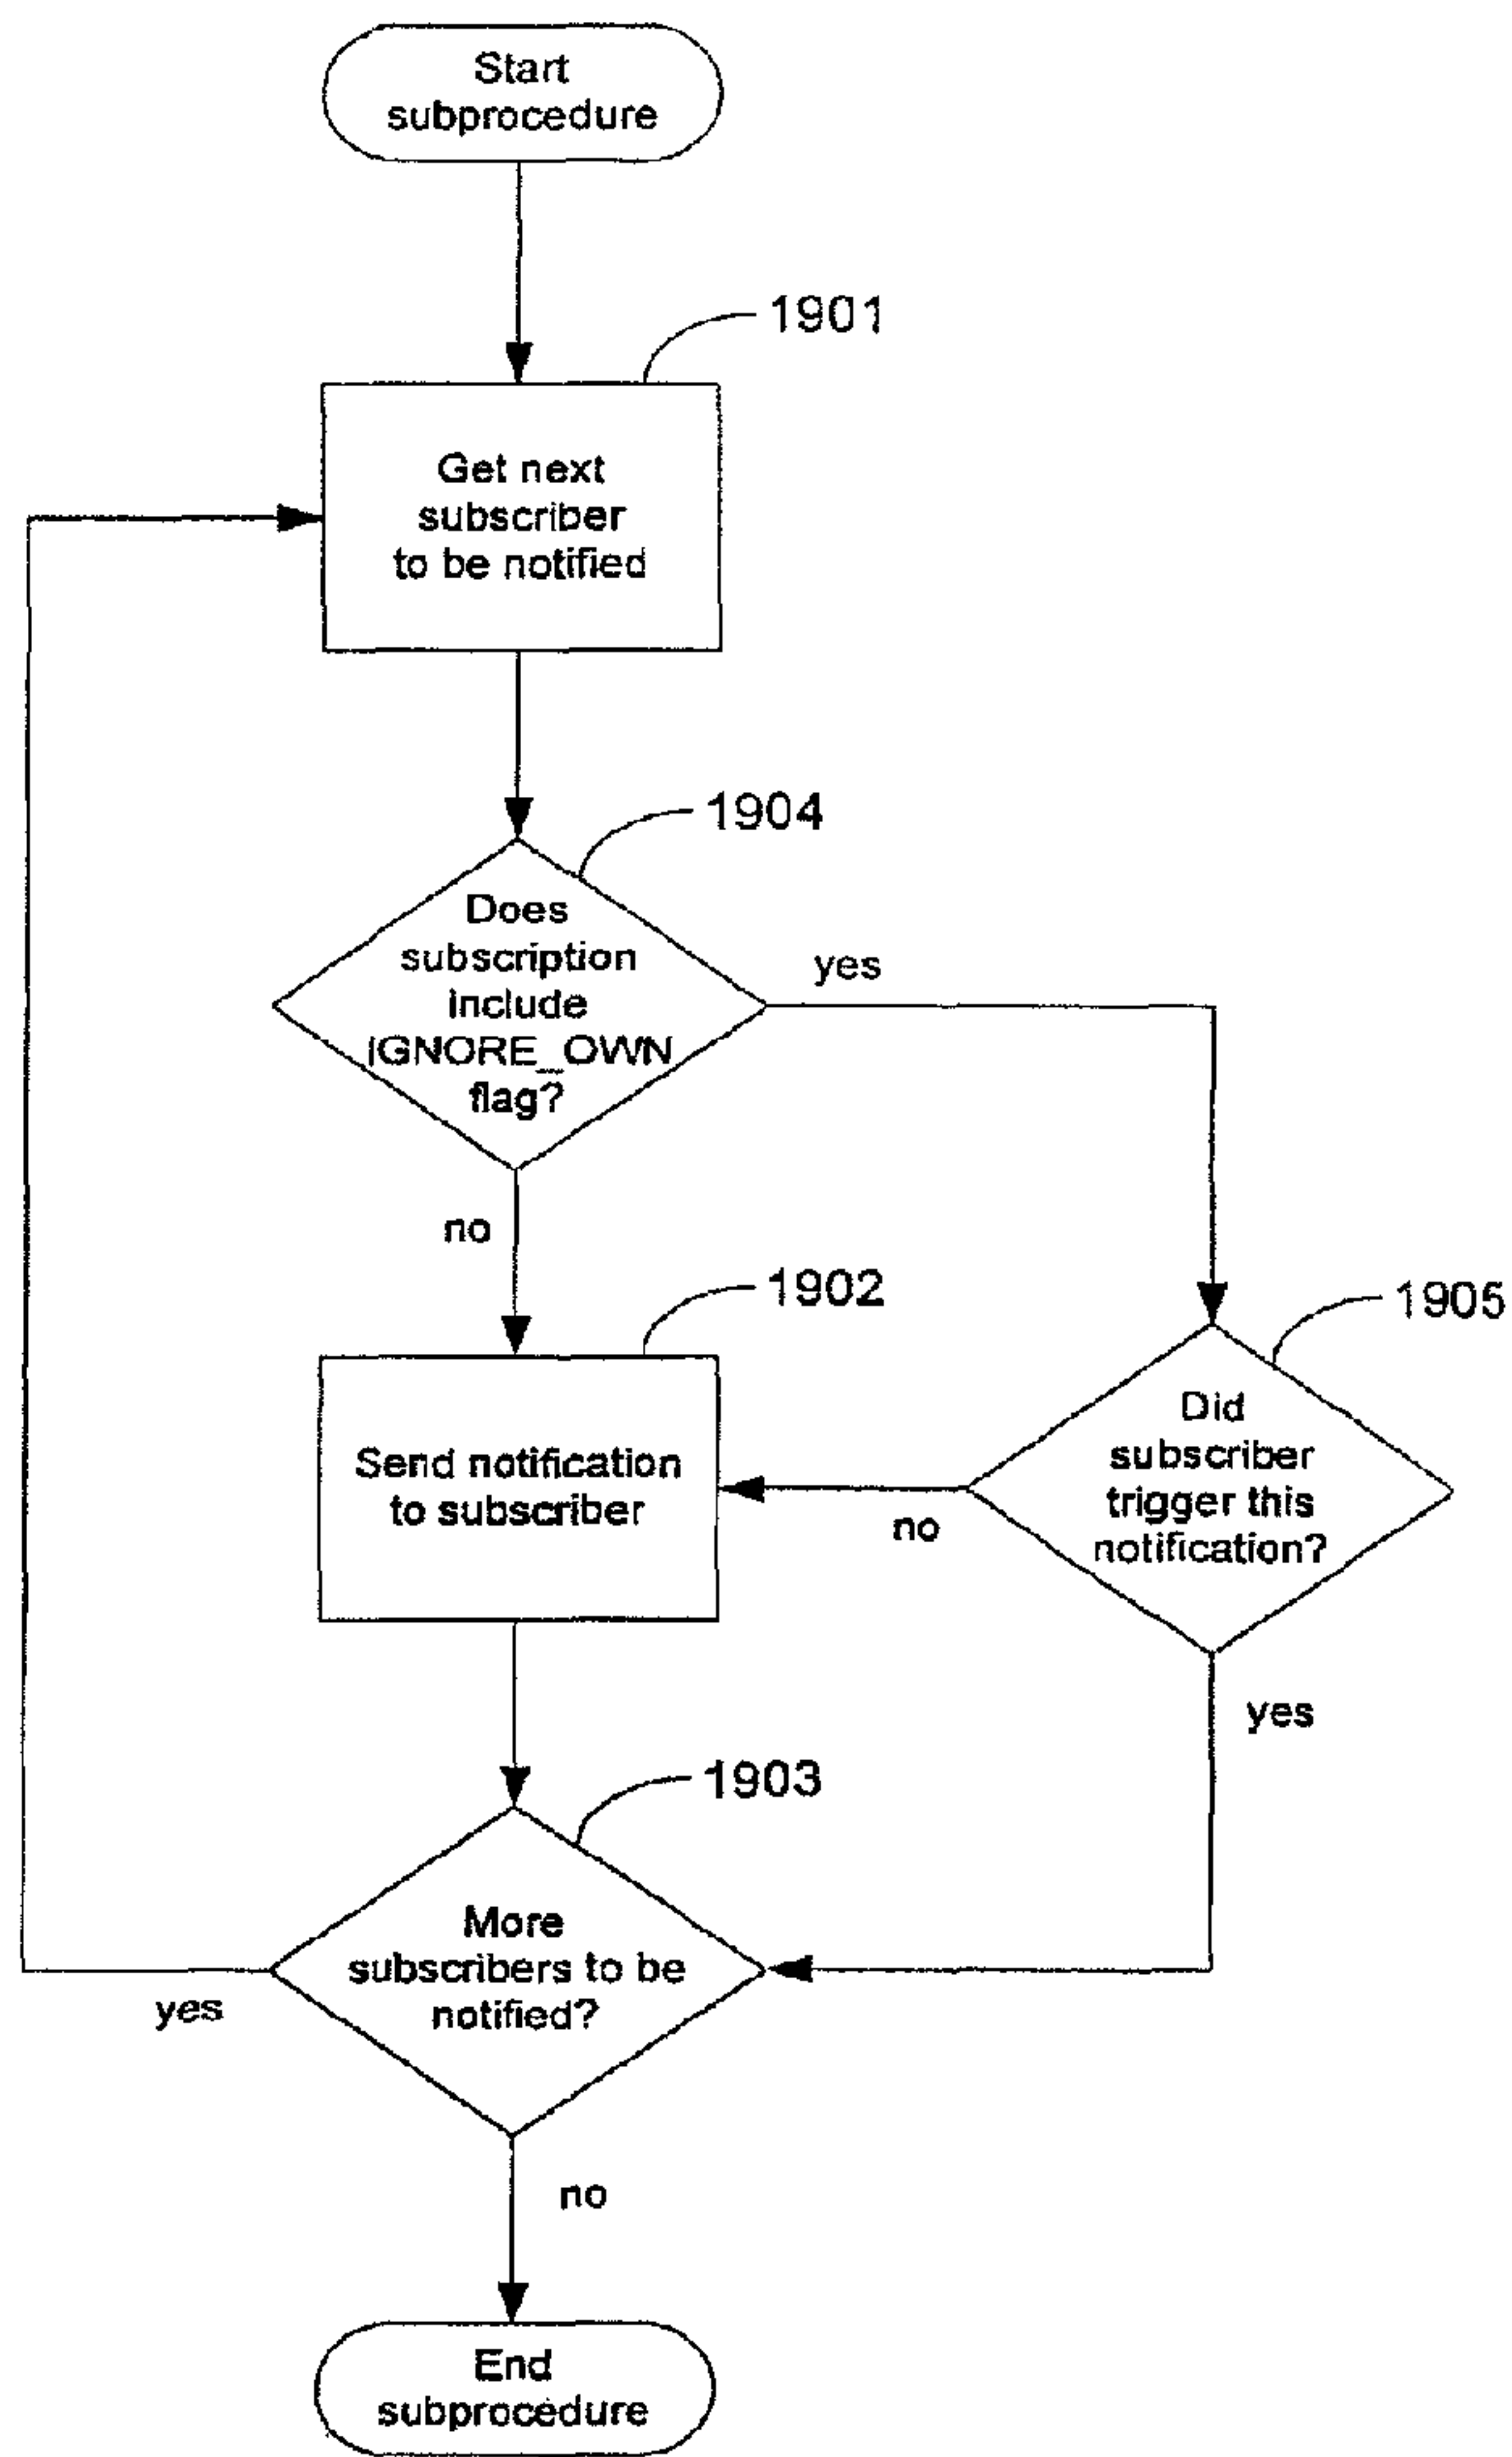 Start
subprocedure
1901
Get next
subscriber
to be notified
1904
Does
subscription
include
IGNORE_OWN
flag?
yes
no
1902
1905
Send notification
to subscriber
Did
subscriber
trigger this
notification?
no
yes
1903
More
subscribers to be
notified?
yes
no
End
subprocedure